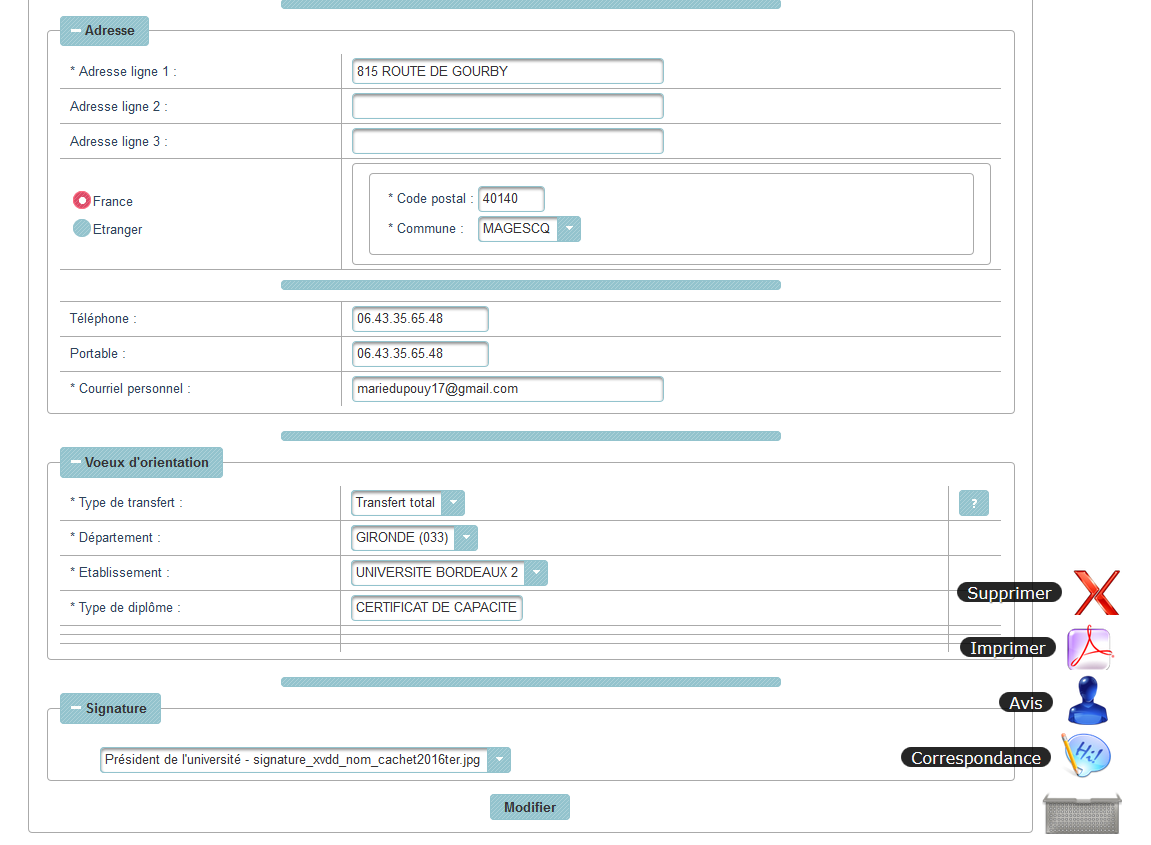 Adresse
* Adresse ligne 1 : 815 ROUTE DE GOURBY
Adresse ligne 2 :
Adresse ligne 3 :
France
Etranger
* Code postal : 40140
* Commune : MAGESCQ
Téléphone : 06.43.35.65.48
Portable : 06.43.35.65.48
* Courriel personnel : mariedupouy17@gmail.com
Voeux d'orientation
* Type de transfert : Transfert total ?
* Département : GIRONDE (033)
* Etablissement : UNIVERSITE BORDEAUX 2
* Type de diplôme : CERTIFICAT DE CAPACITE
Supprimer
Imprimer
Signature
Avis
Président de l'université - signature_xvdd_nom_cachet2016ter.jpg
Correspondance
Hi!
Modifier